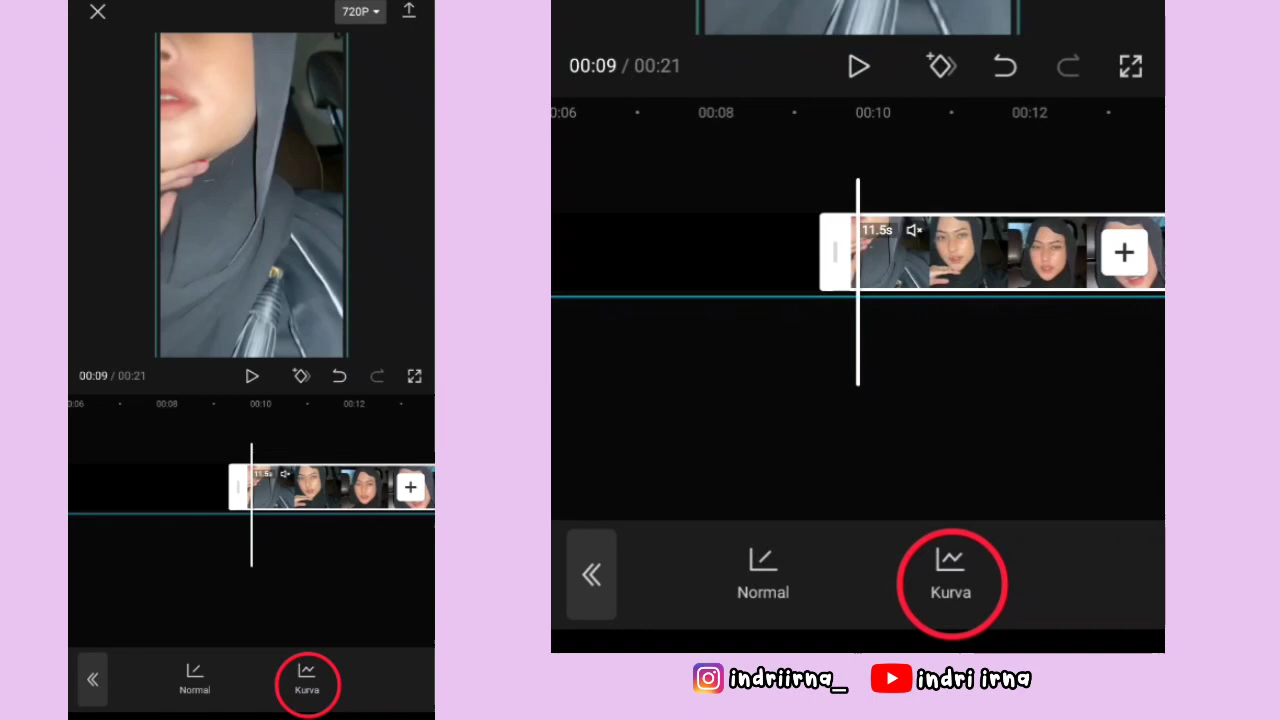 720P
00:09 / 00:21
0:06 00:08 00:10 00:12
11.5s
Normal
Kurva
00:09 / 00:21
0:06 00:08 00:10 00:12
11.5s
Normal
Kurva
indriirna_ indri irna